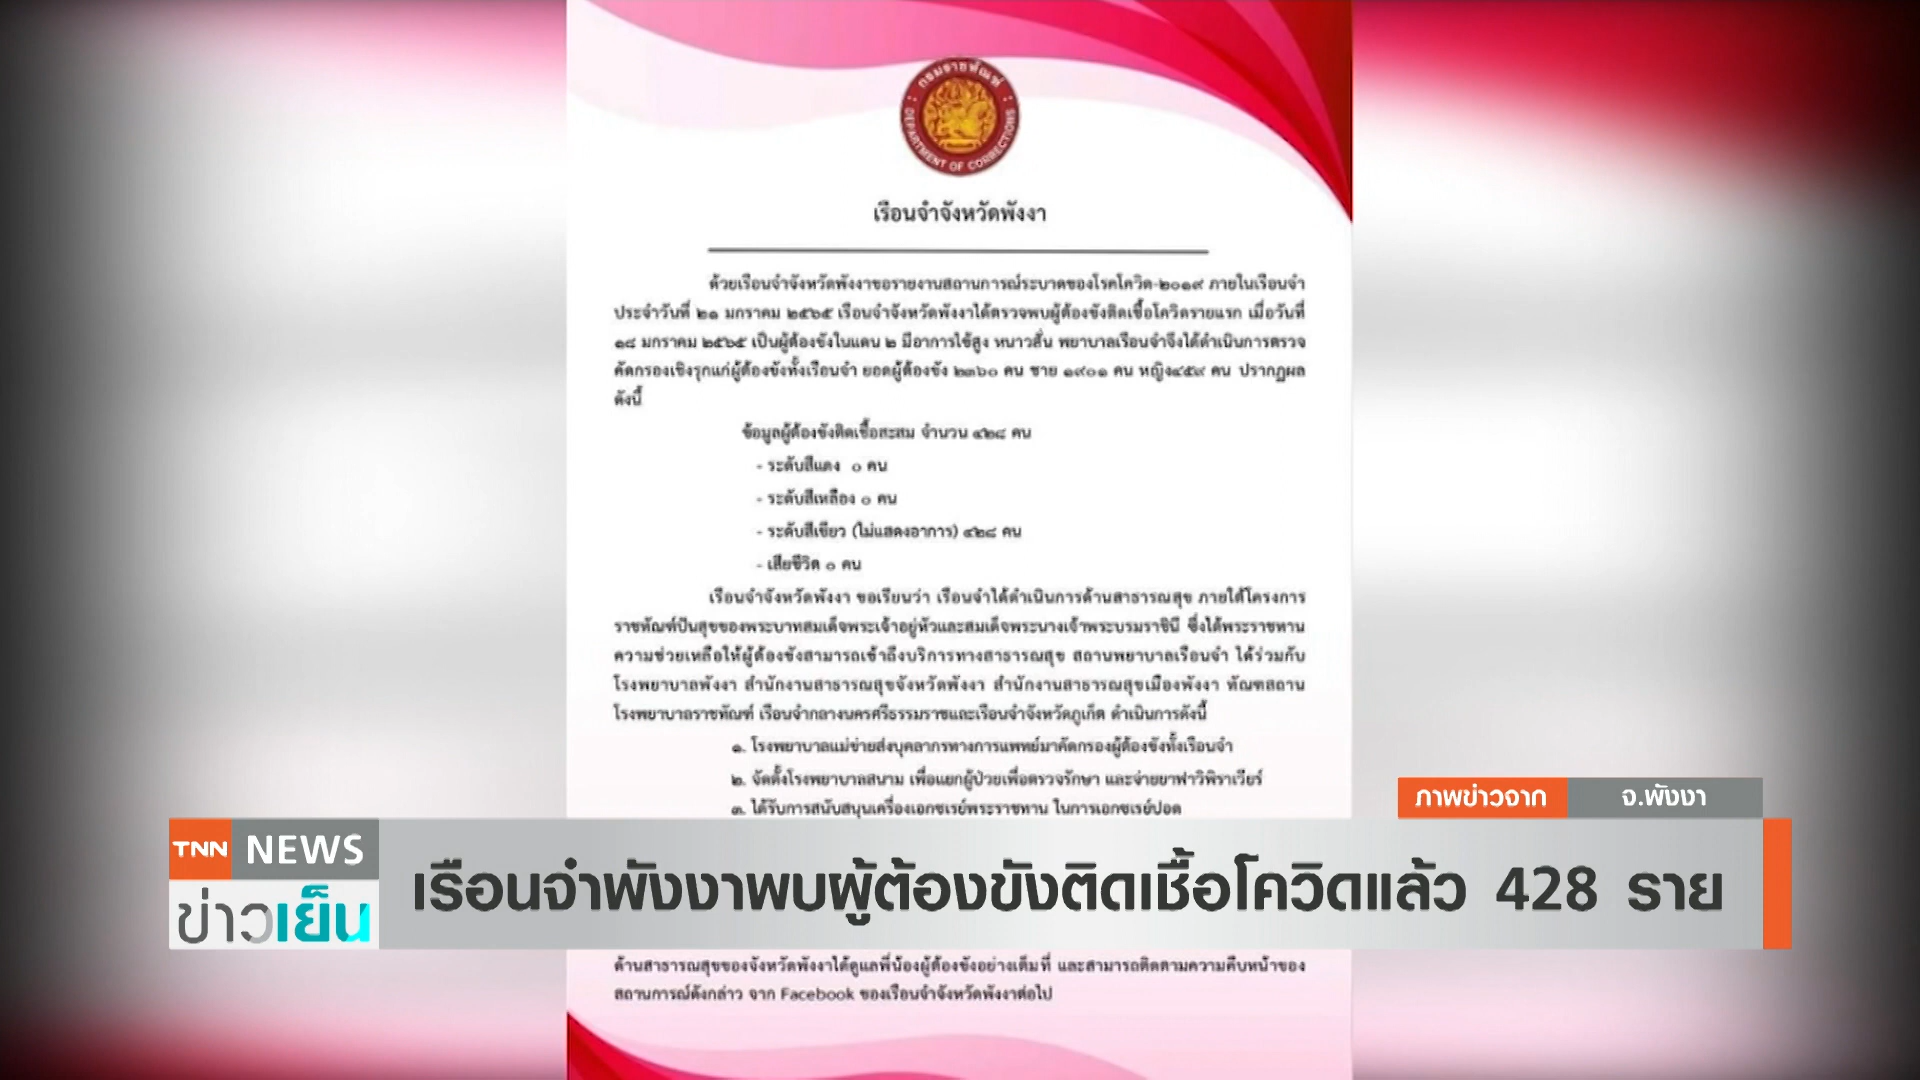 กรมราชทัณฑ์
DEPARTMENT OF CORRECTIONS
เรือนจำจังหวัดพังงา
ด้วยเรือนจำจังหวัดพังงาขอรายงานสถานการณ์ระบาดของโรคโควิด-๒๐๑๙ ภายในเรือนจำ
ประจำวันที่ ๒๑ มกราคม ๒๕๖๕ เรือนจำจังหวัดพังงาได้ตรวจพบผู้ต้องขังติดเชื้อโควิดรายแรก เมื่อวันที่
๑๘ มกราคม ๒๕๖๕ เป็นผู้ต้องขังในแดน ๒ มีอาการไข้สูง หนาวสั่น พยาบาลเรือนจำจึงได้ดำเนินการตรวจ
คัดกรองเชิงรุกแก่ผู้ต้องขังทั้งเรือนจำ ยอดผู้ต้องขัง ๒๓๖๐ คน ชาย ๑๙๐๑ คน หญิง๔๕๙ คน ปรากฏผล
ดังนี้
ข้อมูลผู้ต้องขังติดเชื้อสะสม จำนวน ๔๒๘ คน
- ระดับสีแดง ๐ คน
- ระดับสีเหลือง ๐ คน
- ระดับสีเขียว (ไม่แสดงอาการ) ๔๒๘ คน
- เสียชีวิต ๐ คน
เรือนจำจังหวัดพังงา ขอเรียนว่า เรือนจำได้ดำเนินการด้านสาธารณสุข ภายใต้โครงการ
ราชทัณฑ์ปันสุขของพระบาทสมเด็จพระเจ้าอยู่หัวและสมเด็จพระนางเจ้าพระบรมราชินี ซึ่งได้พระราชทาน
ความช่วยเหลือให้ผู้ต้องขังสามารถเข้าถึงบริการทางสาธารณสุข สถานพยาบาลเรือนจำ ได้ร่วมกับ
โรงพยาบาลพังงา สำนักงานสาธารณสุขจังหวัดพังงา สำนักงานสาธารณสุขเมืองพังงา ทัณฑสถาน
โรงพยาบาลราชทัณฑ์ เรือนจำกลางนครศรีธรรมราชและเรือนจำจังหวัดภูเก็ต ดำเนินการดังนี้
๑. โรงพยาบาลแม่ข่ายส่งบุคลากรทางการแพทย์มาคัดกรองผู้ต้องขังทั้งเรือนจำ
๒. จัดตั้งโรงพยาบาลสนาม เพื่อแยกผู้ป่วยเพื่อตรวจรักษา และจ่ายยาฟาวิพิราเวียร์
๓. ได้รับการสนับสนุนเครื่องเอกซเรย์พระราชทาน ในการเอกซเรย์ปอด
ภาพข่าวจาก จ.พังงา
TNN NEWS
ข่าวเย็น
เรือนจำพังงาพบผู้ต้องขังติดเชื้อโควิดแล้ว 428 ราย
ด้านสาธารณสุขของจังหวัดพังงาได้ดูแลพี่น้องผู้ต้องขังอย่างเต็มที่ และสามารถติดตามความคืบหน้าของ
สถานการณ์ดังกล่าว จาก Facebook ของเรือนจำจังหวัดพังงาต่อไป